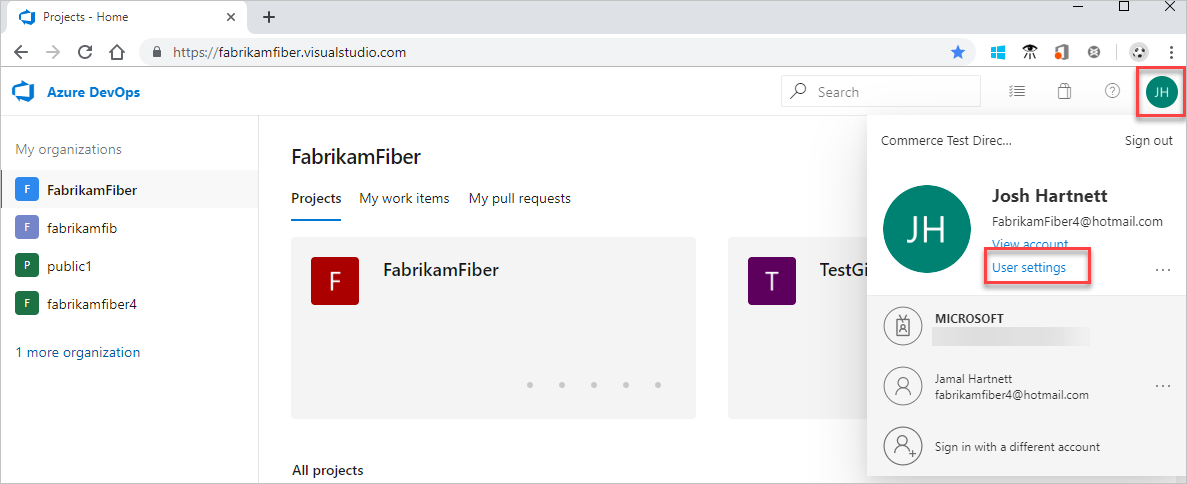 Projects - Home
https://fabrikamfiber.visualstudio.com
Azure DevOps
Search
JH
My organizations
F FabrikamFiber
F fabrikamfib
P public1
F fabrikamfiber4
1 more organization
FabrikamFiber
Projects My work items My pull requests
F FabrikamFiber
T TestGi
All projects
Commerce Test Direc... Sign out
JH
Josh Hartnett
FabrikamFiber4@hotmail.com
View account
User settings
...
MICROSOFT
Jamal Hartnett
fabrikamfiber4@hotmail.com
...
Sign in with a different account